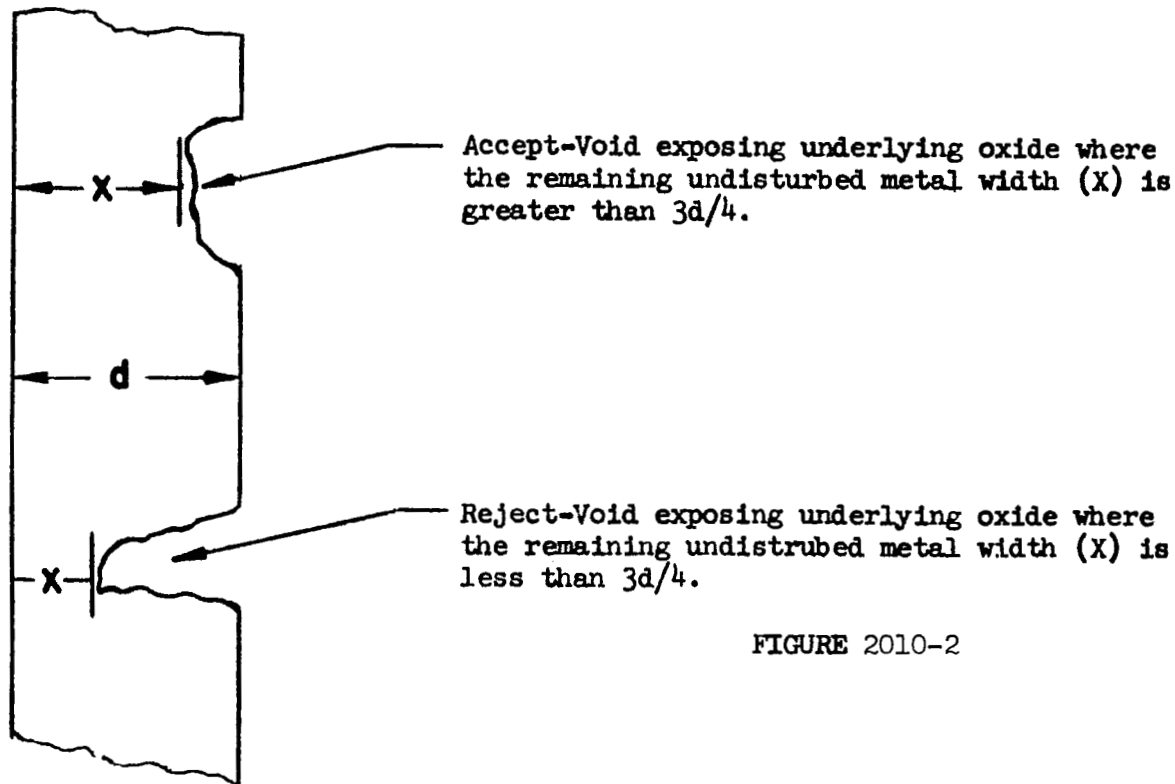 Accept-Void exposing underlying oxide where
the remaining undisturbed metal width (X) is
greater than 3d/4.
X
d
Reject-Void exposing underlying oxide where
the remaining undistrubed metal width (X) is
less than 3d/4.
X
FIGURE 2010-2